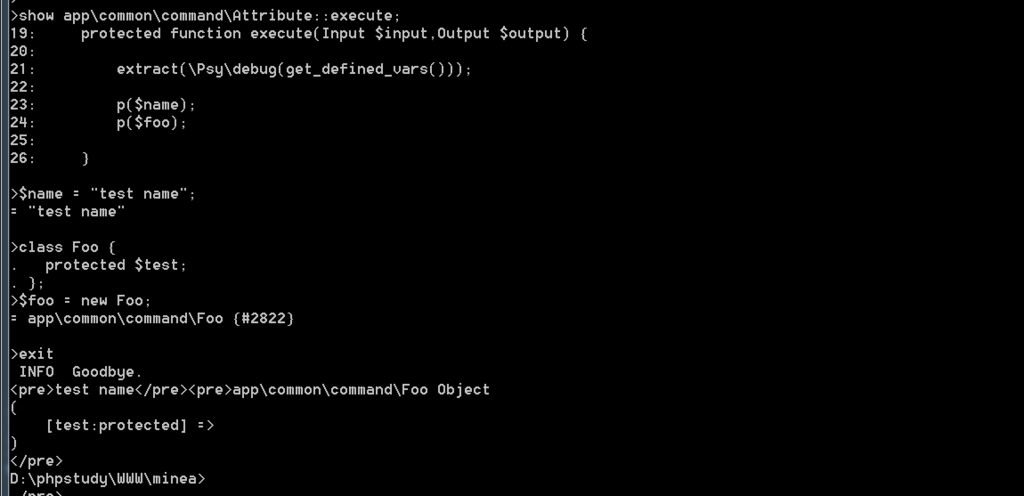 >show app\common\command\Attribute::execute;
19:     protected function execute(Input $input,Output $output) {
20:
21:         extract(\Psy\debug(get_defined_vars()));
22:
23:         p($name);
24:         p($foo);
25:
26:     }
>$name = "test name";
= "test name"
>class Foo {
.   protected $test;
. };
>$foo = new Foo;
= app\common\command\Foo {#2822}
>exit
 INFO  Goodbye.
<pre>test name</pre><pre>app\common\command\Foo Object
(
    [test:protected] =>
)
</pre>
D:\phpstudy\WWW\minea>
</pre>